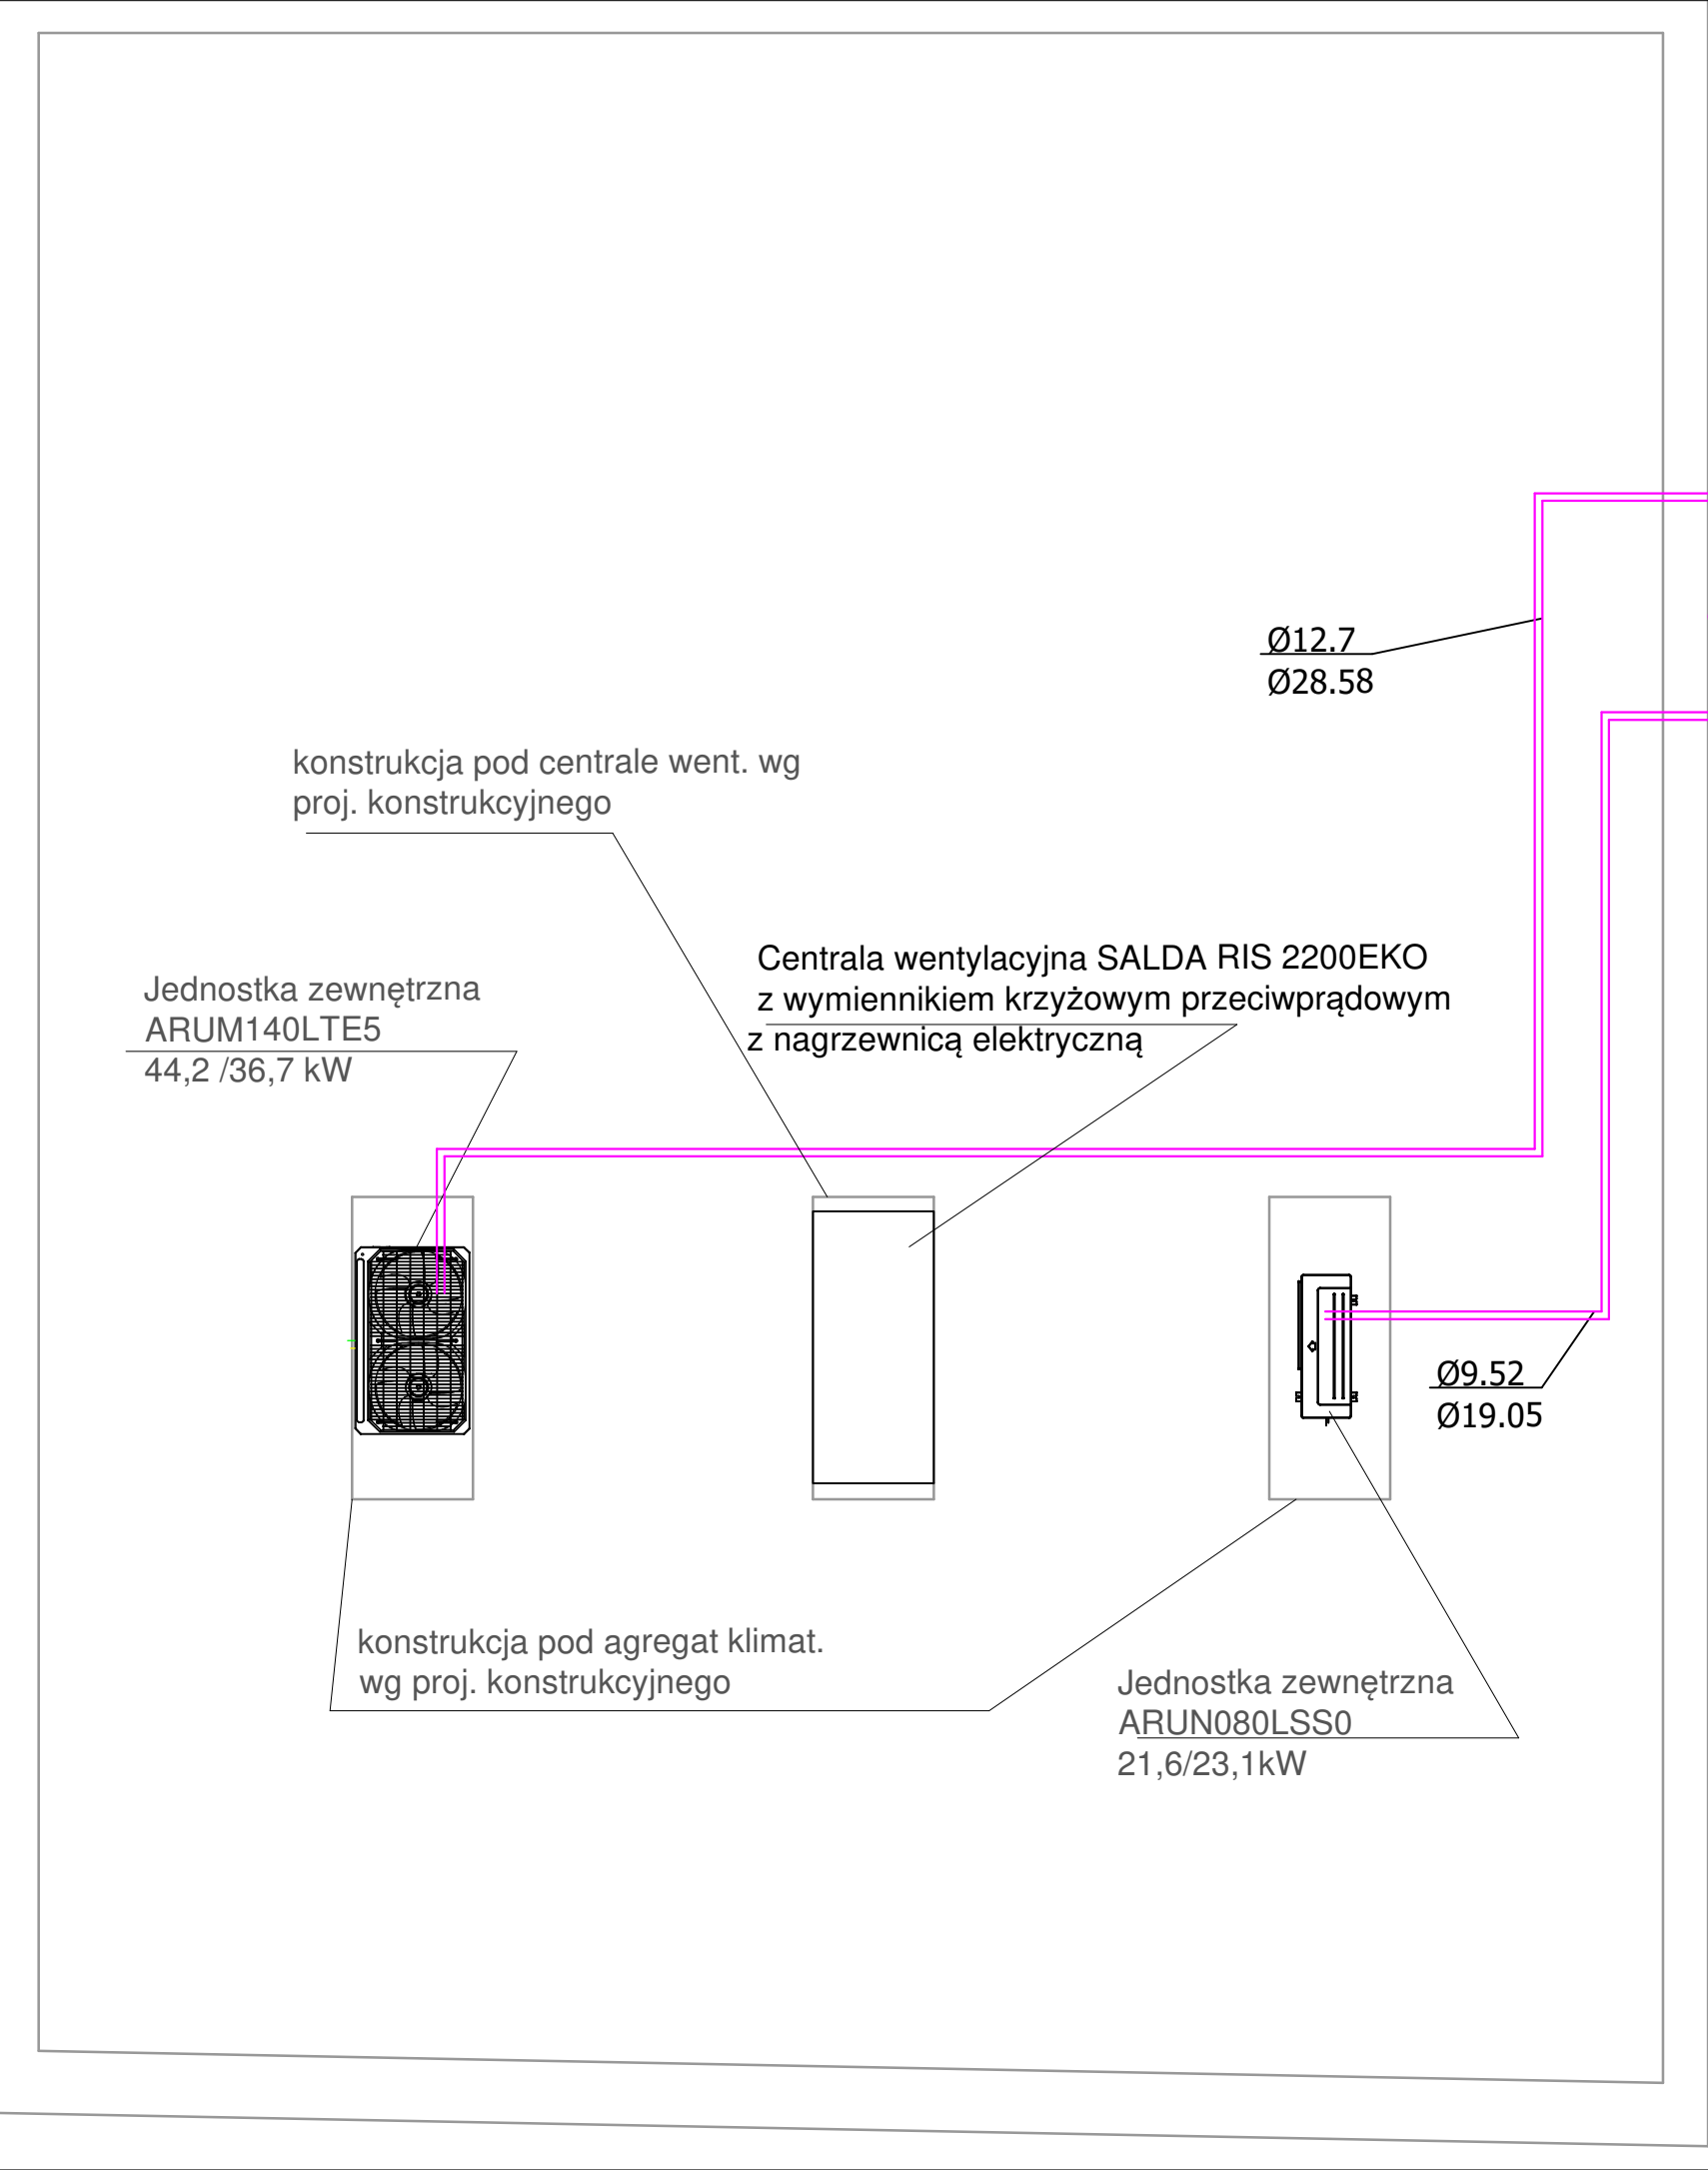 Ø12.7
Ø28.58
konstrukcja pod centrale went. wg
proj. konstrukcyjnego
Centrala wentylacyjna SALDA RIS 2200EKO
z wymiennikiem krzyżowym przeciwprądowym
z nagrzewnicą elektryczną
Jednostka zewnętrzna
ARUM140LTE5
44,2 /36,7 kW
Ø9.52
Ø19.05
konstrukcja pod agregat klimat.
wg proj. konstrukcyjnego
Jednostka zewnętrzna
ARUN080LSS0
21,6/23,1kW